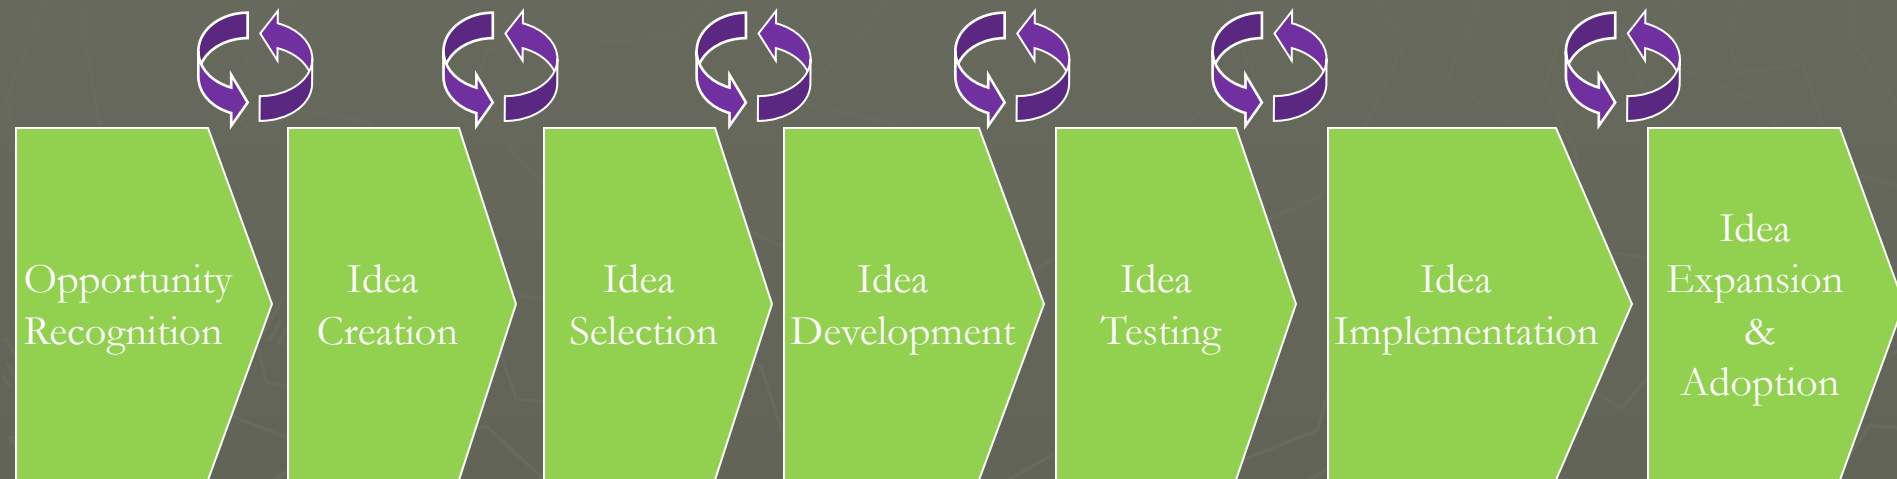 Opportunity
Recognition
Idea
Creation
Idea
Selection
Idea
Development
Idea
Testing
Idea
Implementation
Idea
Expansion
&
Adoption